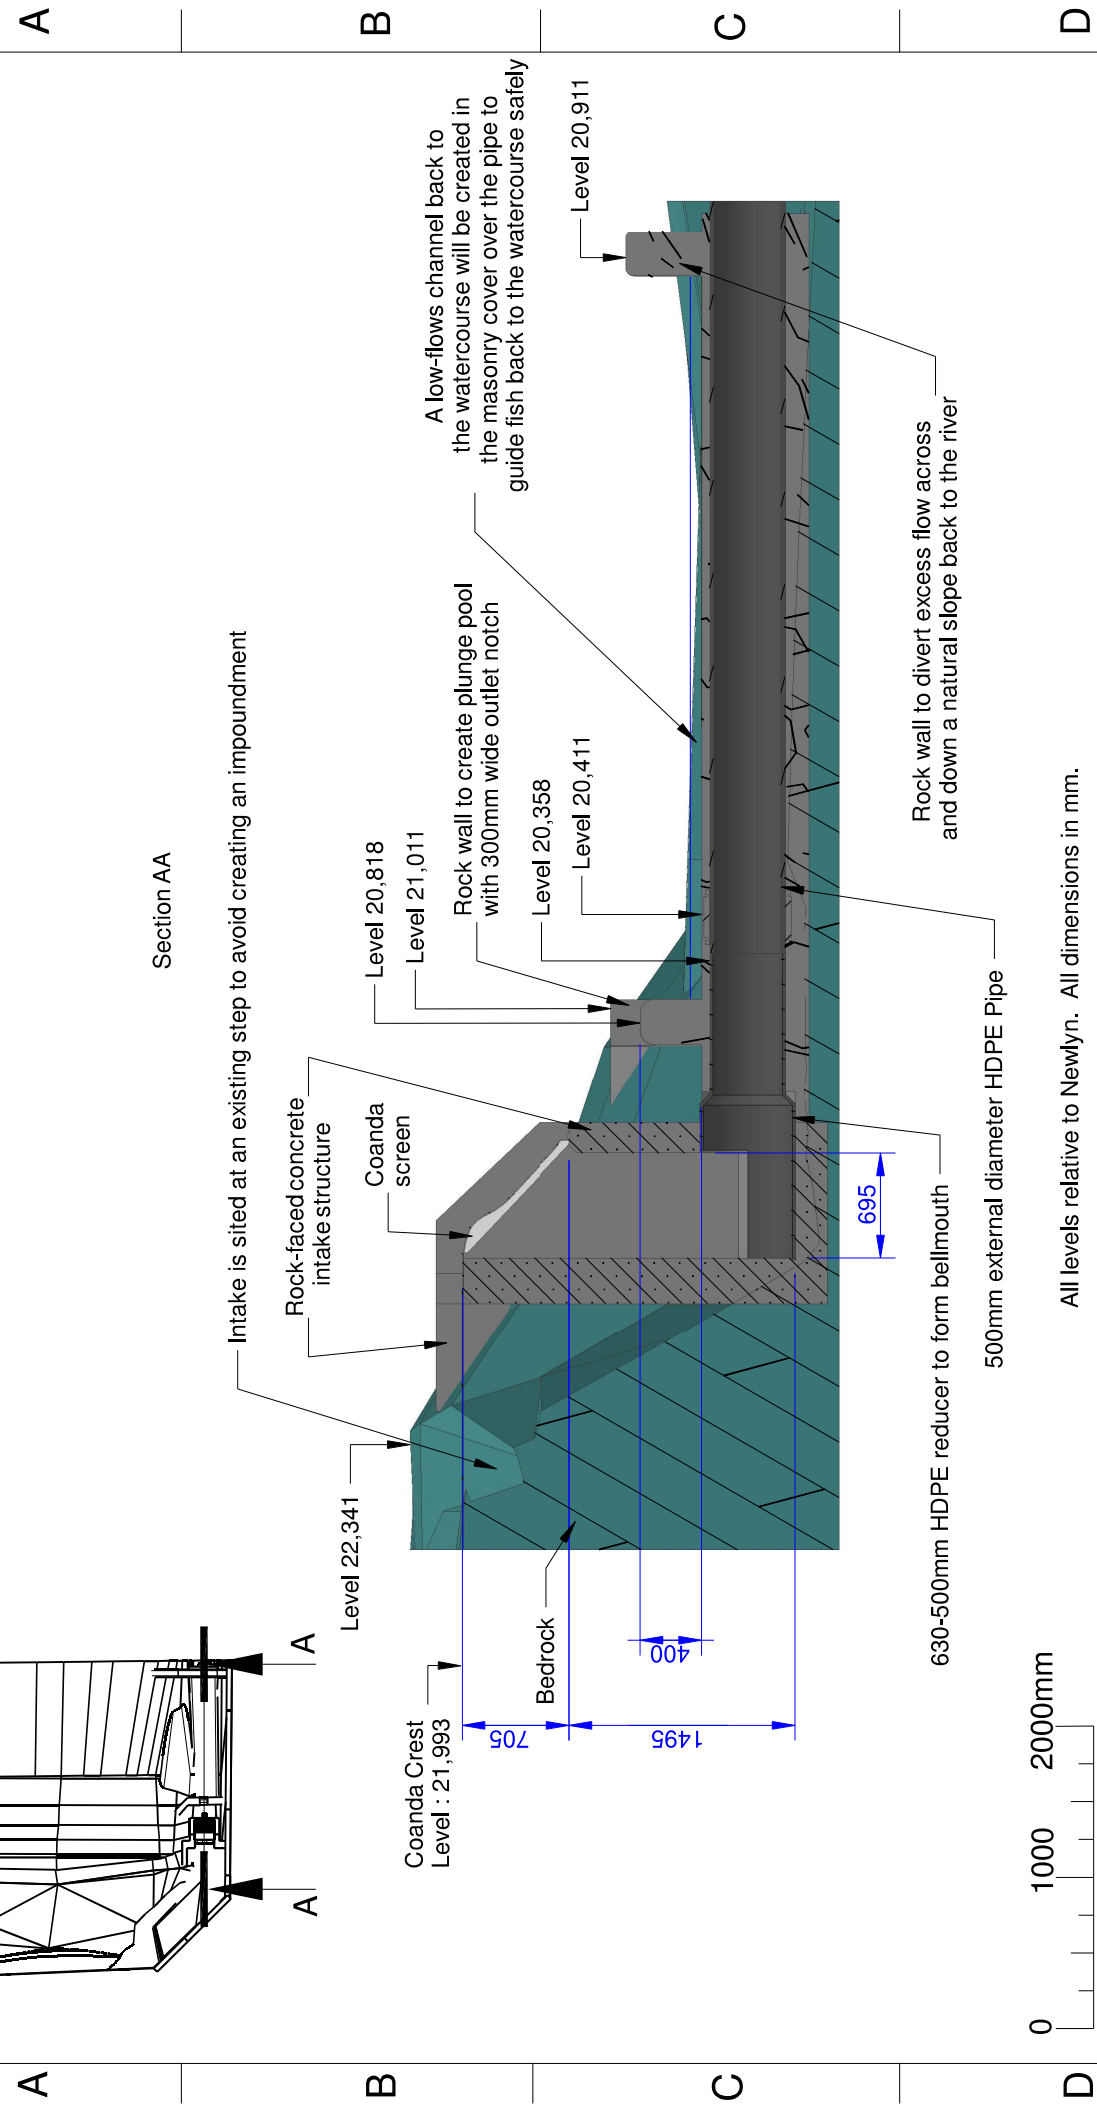 A
B
C
D
A
A
Section AA
Intake is sited at an existing step to avoid creating an impoundment
Rock-faced concrete
intake structure
Coanda
screen
Level 22,341
Coanda Crest
Level : 21,993
Bedrock
705
1495
400
695
Level 20,818
Level 21,011
Rock wall to create plunge pool
with 300mm wide outlet notch
Level 20,358
Level 20,411
A low-flows channel back to
the watercourse will be created in
the masonry cover over the pipe to
guide fish back to the watercourse safely
Level 20,911
Rock wall to divert excess flow across
and down a natural slope back to the river
630-500mm HDPE reducer to form bellmouth
500mm external diameter HDPE Pipe
All levels relative to Newlyn. All dimensions in mm.
0
1000
2000mm
A
B
C
D